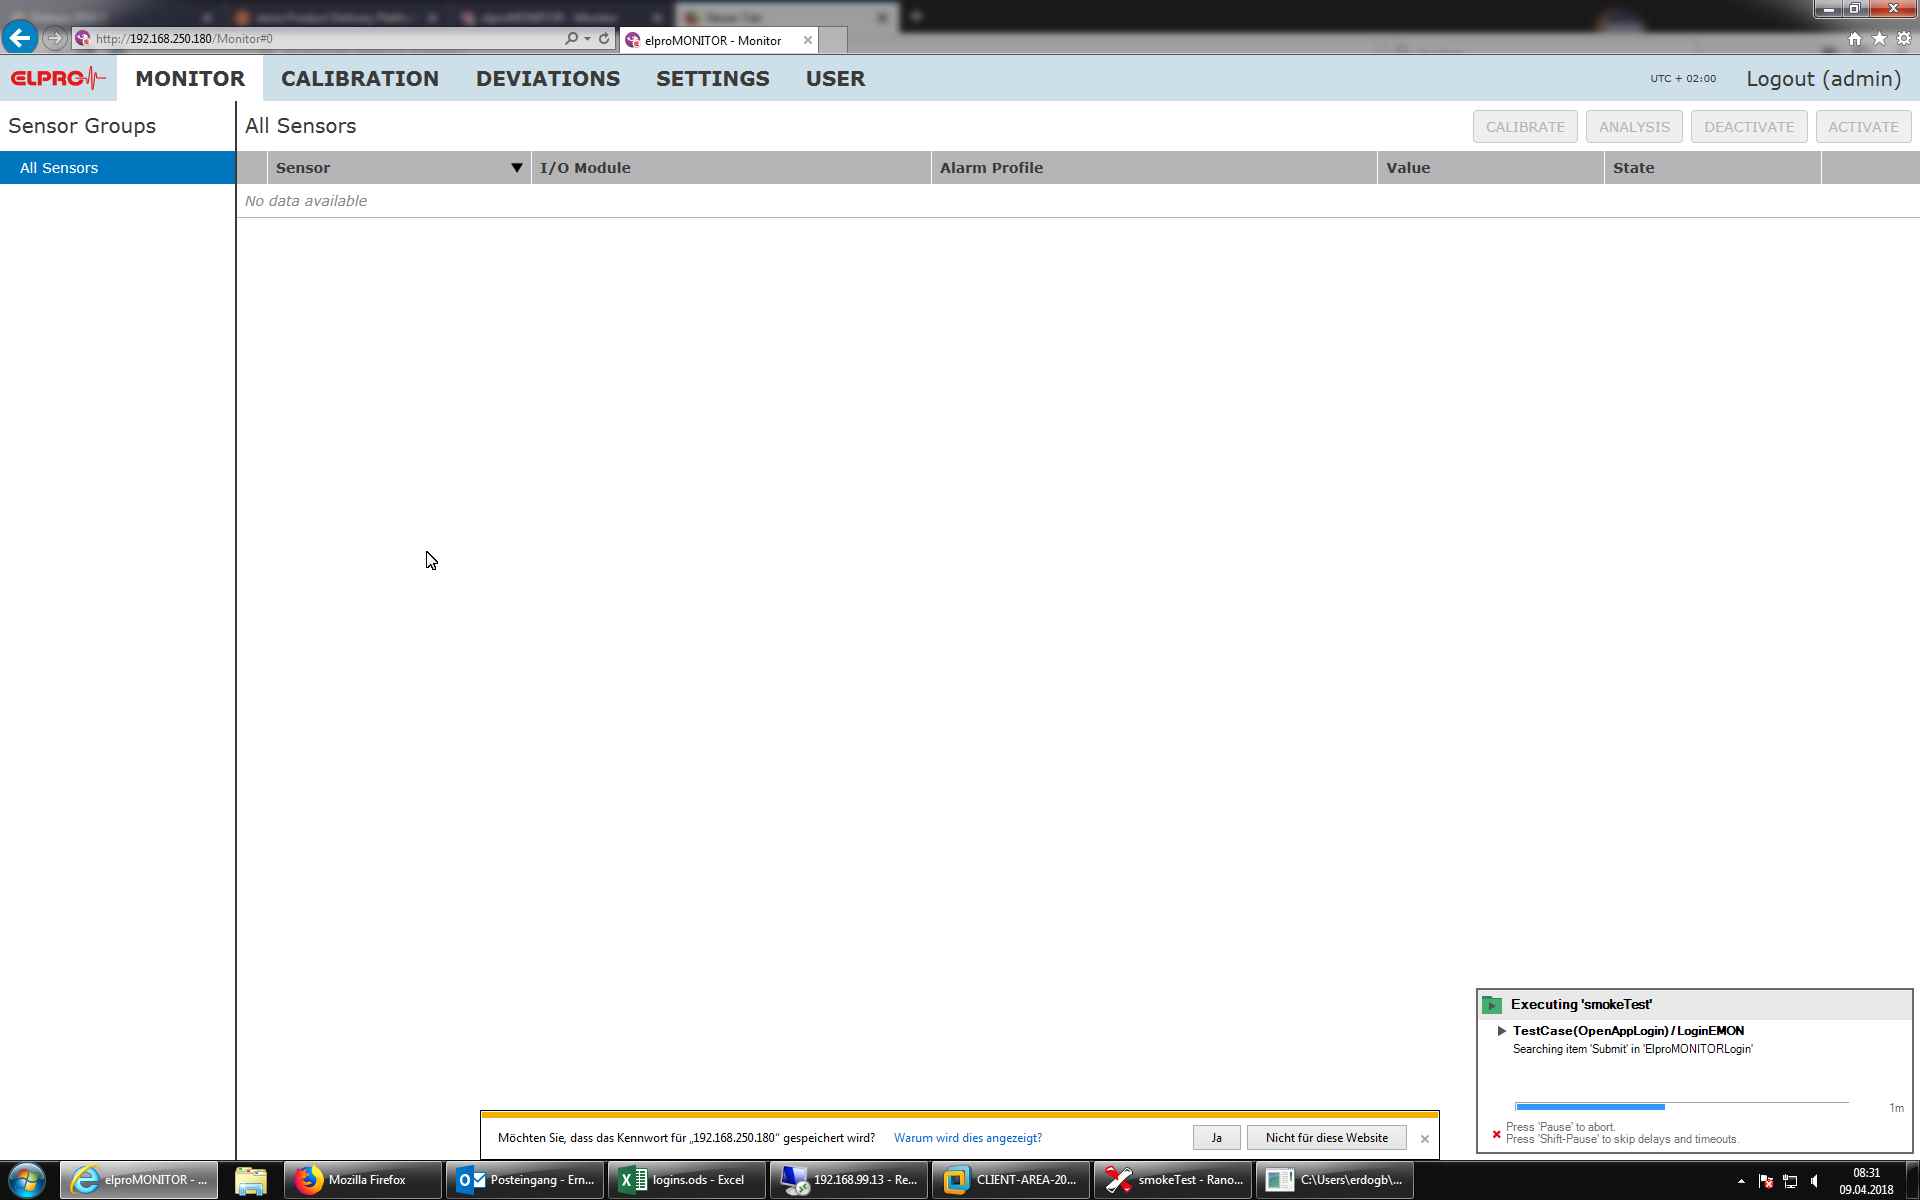 http://192.168.250.180/Monitor#0
elproMONITOR - Monitor
ELPRO
MONITOR
CALIBRATION
DEVIATIONS
SETTINGS
USER
UTC + 02:00
Logout (admin)
Sensor Groups
All Sensors
CALIBRATE
ANALYSIS
DEACTIVATE
ACTIVATE
All Sensors
Sensor
I/O Module
Alarm Profile
Value
State
No data available
Executing 'smokeTest'
TestCase(OpenAppLogin) / LoginEMON
Searching item 'Submit' in 'ElproMONITORLogin'
1m
Press 'Pause' to abort.
Press 'Shift-Pause' to skip delays and timeouts.
Möchten Sie, dass das Kennwort für „192.168.250.180“ gespeichert wird?
Warum wird dies angezeigt?
Ja
Nicht für diese Website
elproMONITOR - ...
Mozilla Firefox
Posteingang - Ern...
logins.ods - Excel
192.168.99.13 - Re...
CLIENT-AREA-20...
smokeTest - Rano...
C:\Users\erdogb\...
08:31
09.04.2018